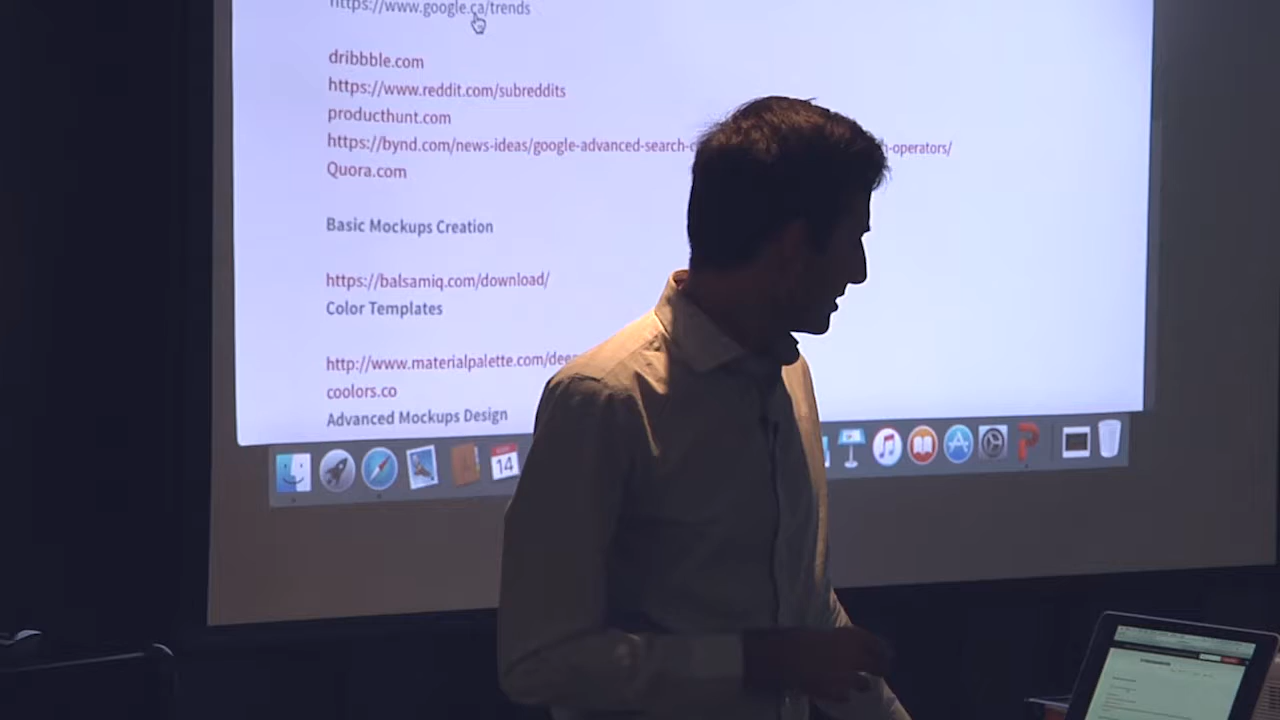 https://www.google.ca/trends
dribbble.com
https://www.reddit.com/subreddits
producthunt.com
https://bynd.com/news-ideas/google-advanced-search- -operators/
Quora.com
Basic Mockups Creation
https://balsamiq.com/download/
Color Templates
http://www.materialpalette.com/dee
coolors.co
Advanced Mockups Design
14